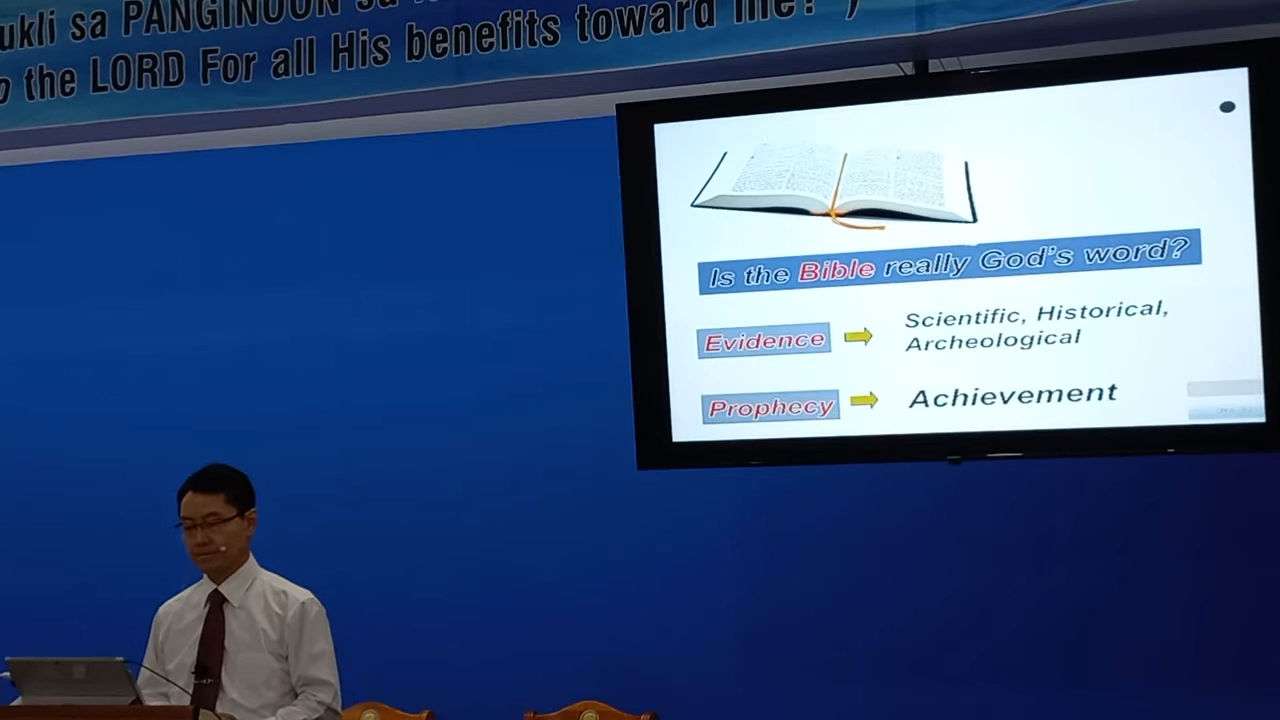 ukli sa PANGINOON sa
the LORD For all His benefits toward me? )
Is the Bible really God's word?
Evidence
Scientific, Historical,
Archeological
Prophecy
Achievement